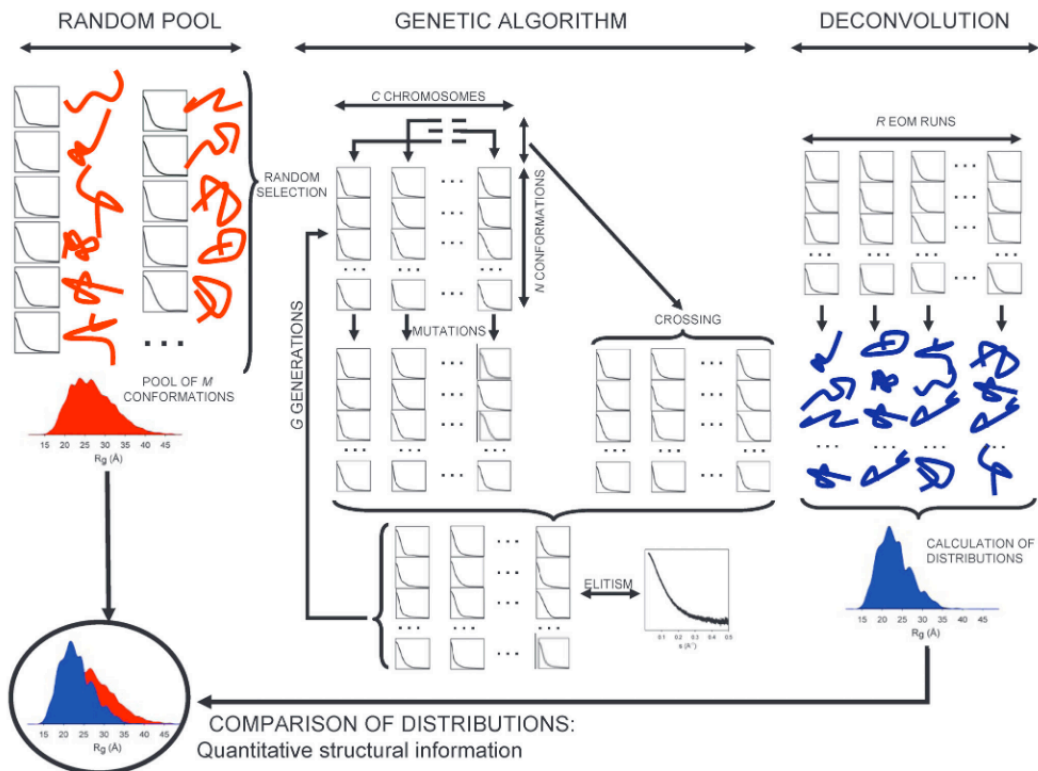 RANDOM POOL
GENETIC ALGORITHM
DECONVOLUTION
RANDOM
SELECTION
POOL OF M
CONFORMATIONS
15 20 25 30 35 40 45
Rg (Å)
C CHROMOSOMES
N CONFORMATIONS
MUTATIONS
CROSSING
G GENERATIONS
ELITISM
0.1 0.2 0.3 0.4 0.5
s (Å⁻¹)
R EOM RUNS
CALCULATION OF
DISTRIBUTIONS
15 20 25 30 35 40 45
Rg (Å)
15 20 25 30 35 40 45
Rg (Å)
COMPARISON OF DISTRIBUTIONS:
Quantitative structural information